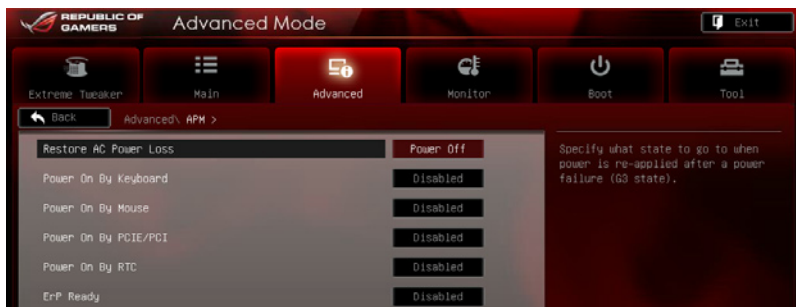 REPUBLIC OF
GAMERS
Advanced Mode
Exit
Extreme Tweaker
Main
Advanced
Monitor
Boot
Tool
Back
Advanced\ APM >
Restore AC Power Loss
Power Off
Specify what state to go to when
power is re-applied after a power
failure (G3 state).
Power On By Keyboard
Disabled
Power On By Mouse
Disabled
Power On By PCIE/PCI
Disabled
Power On By RTC
Disabled
ErP Ready
Disabled